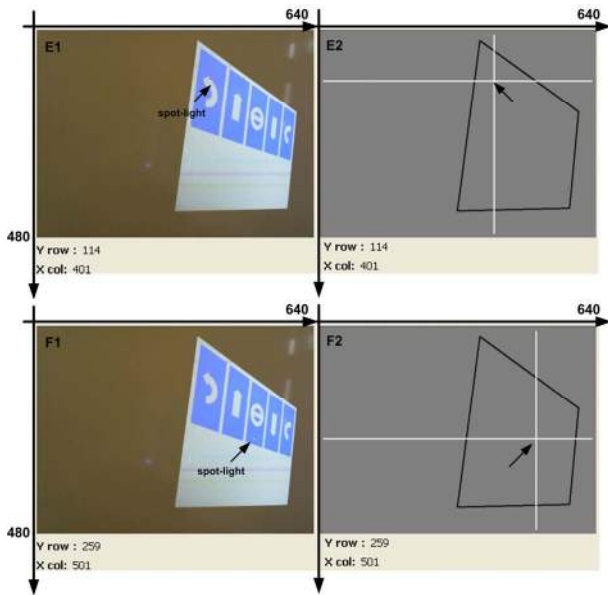 640 640
E1 E2
spot-light
480
Y row : 114 Y row : 114
X col: 401 X col: 401
640 640
F1 F2
spot-light
480
Y row : 259 Y row : 259
X col: 501 X col: 501